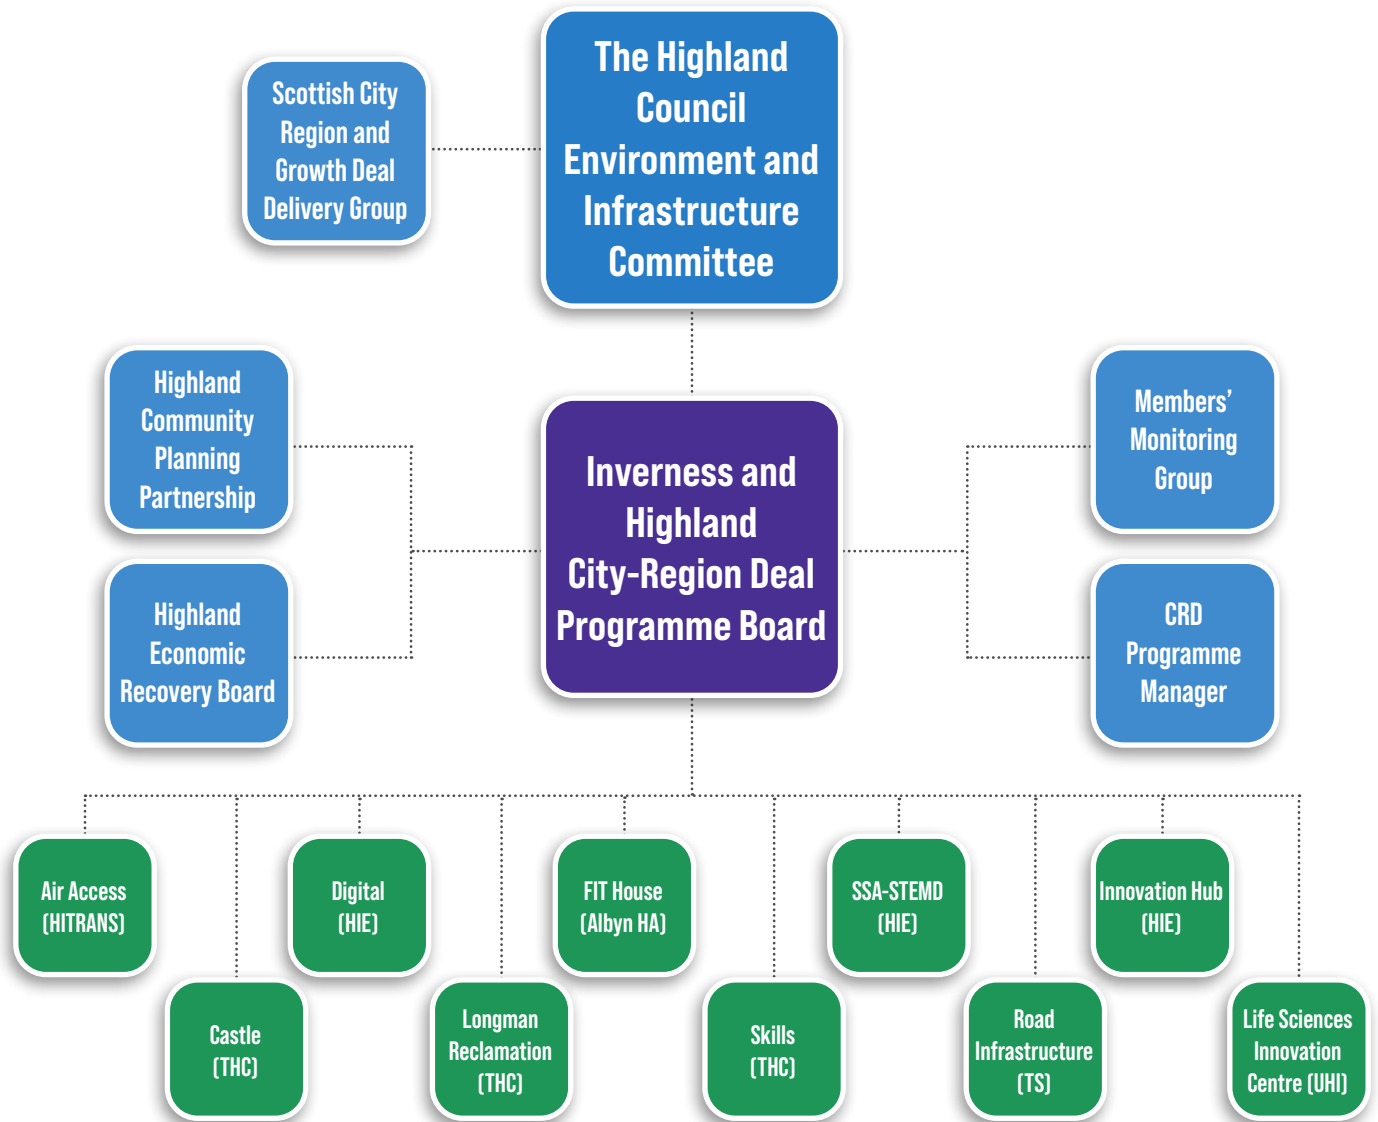 Scottish City
Region and
Growth Deal
Delivery Group
The Highland
Council
Environment and
Infrastructure
Committee
Highland
Community
Planning
Partnership
Highland
Economic
Recovery Board
Inverness and
Highland
City-Region Deal
Programme Board
Members’
Monitoring
Group
CRD
Programme
Manager
Air Access
(HITRANS)
Castle
(THC)
Digital
(HIE)
Longman
Reclamation
(THC)
FIT House
(Albyn HA)
Skills
(THC)
SSA-STEMD
(HIE)
Road
Infrastructure
(TS)
Innovation Hub
(HIE)
Life Sciences
Innovation
Centre (UHI)